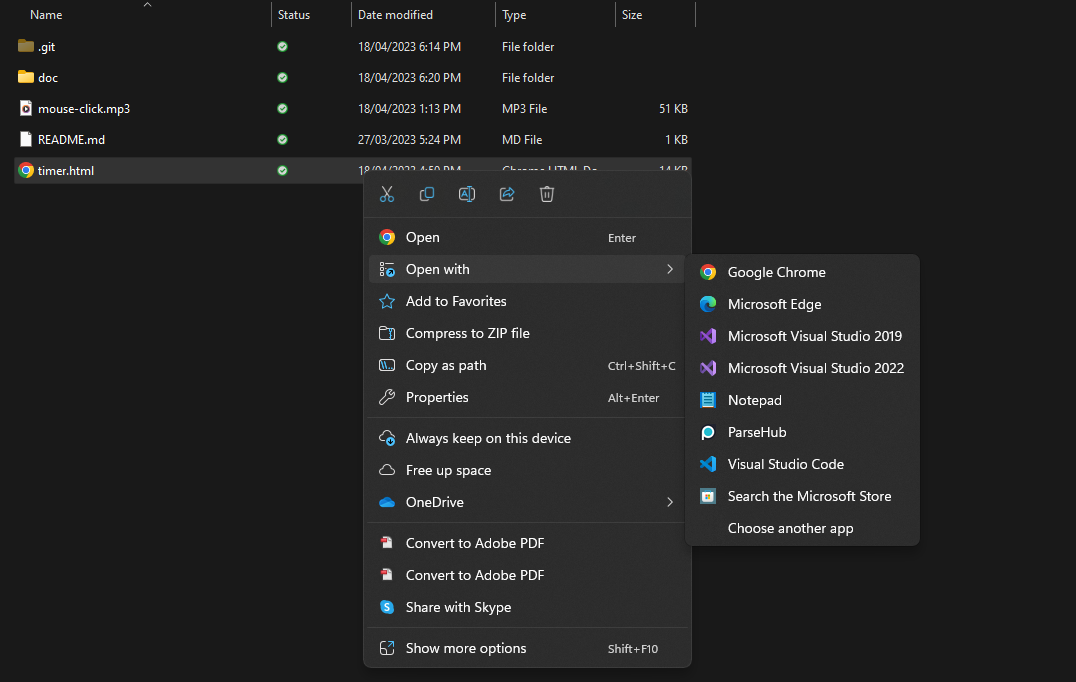 Name Status Date modified Type Size
.git 18/04/2023 6:14 PM File folder
doc 18/04/2023 6:20 PM File folder
mouse-click.mp3 18/04/2023 1:13 PM MP3 File 51 KB
README.md 27/03/2023 5:24 PM MD File 1 KB
timer.html 18/04/2023 4:50 PM Chrome HTML Do... 14 KB
Open Enter
Open with
Add to Favorites
Compress to ZIP file
Copy as path Ctrl+Shift+C
Properties Alt+Enter
Always keep on this device
Free up space
OneDrive
Convert to Adobe PDF
Convert to Adobe PDF
Share with Skype
Show more options Shift+F10
Google Chrome
Microsoft Edge
Microsoft Visual Studio 2019
Microsoft Visual Studio 2022
Notepad
ParseHub
Visual Studio Code
Search the Microsoft Store
Choose another app